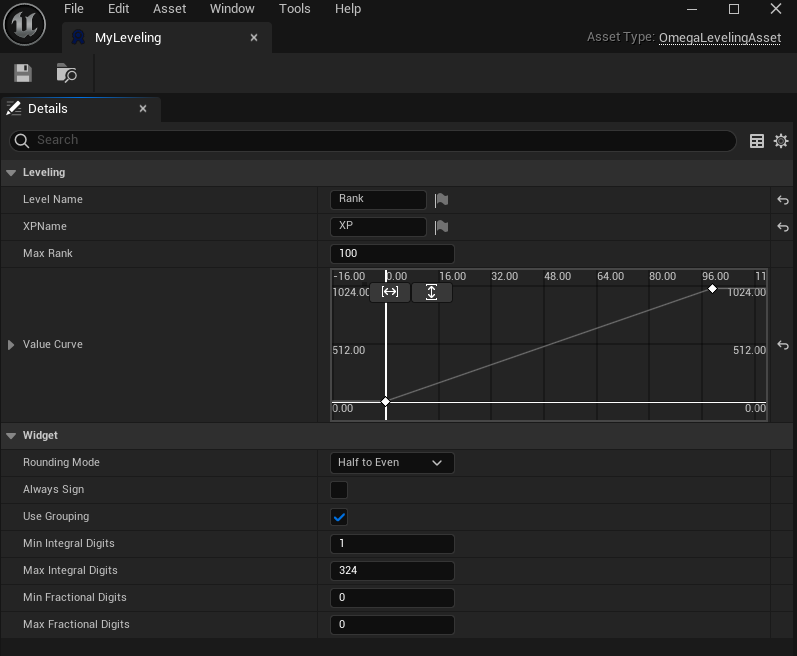 File Edit Asset Window Tools Help
MyLeveling
Asset Type: OmegaLevelingAsset
Details
Search
Leveling
Level Name Rank
XPName XP
Max Rank 100
-16.00 0.00 16.00 32.00 48.00 64.00 80.00 96.00 11
1024.00 1024.00
Value Curve
512.00 512.00
0.00 0.00
Widget
Rounding Mode Half to Even
Always Sign
Use Grouping
Min Integral Digits 1
Max Integral Digits 324
Min Fractional Digits 0
Max Fractional Digits 0